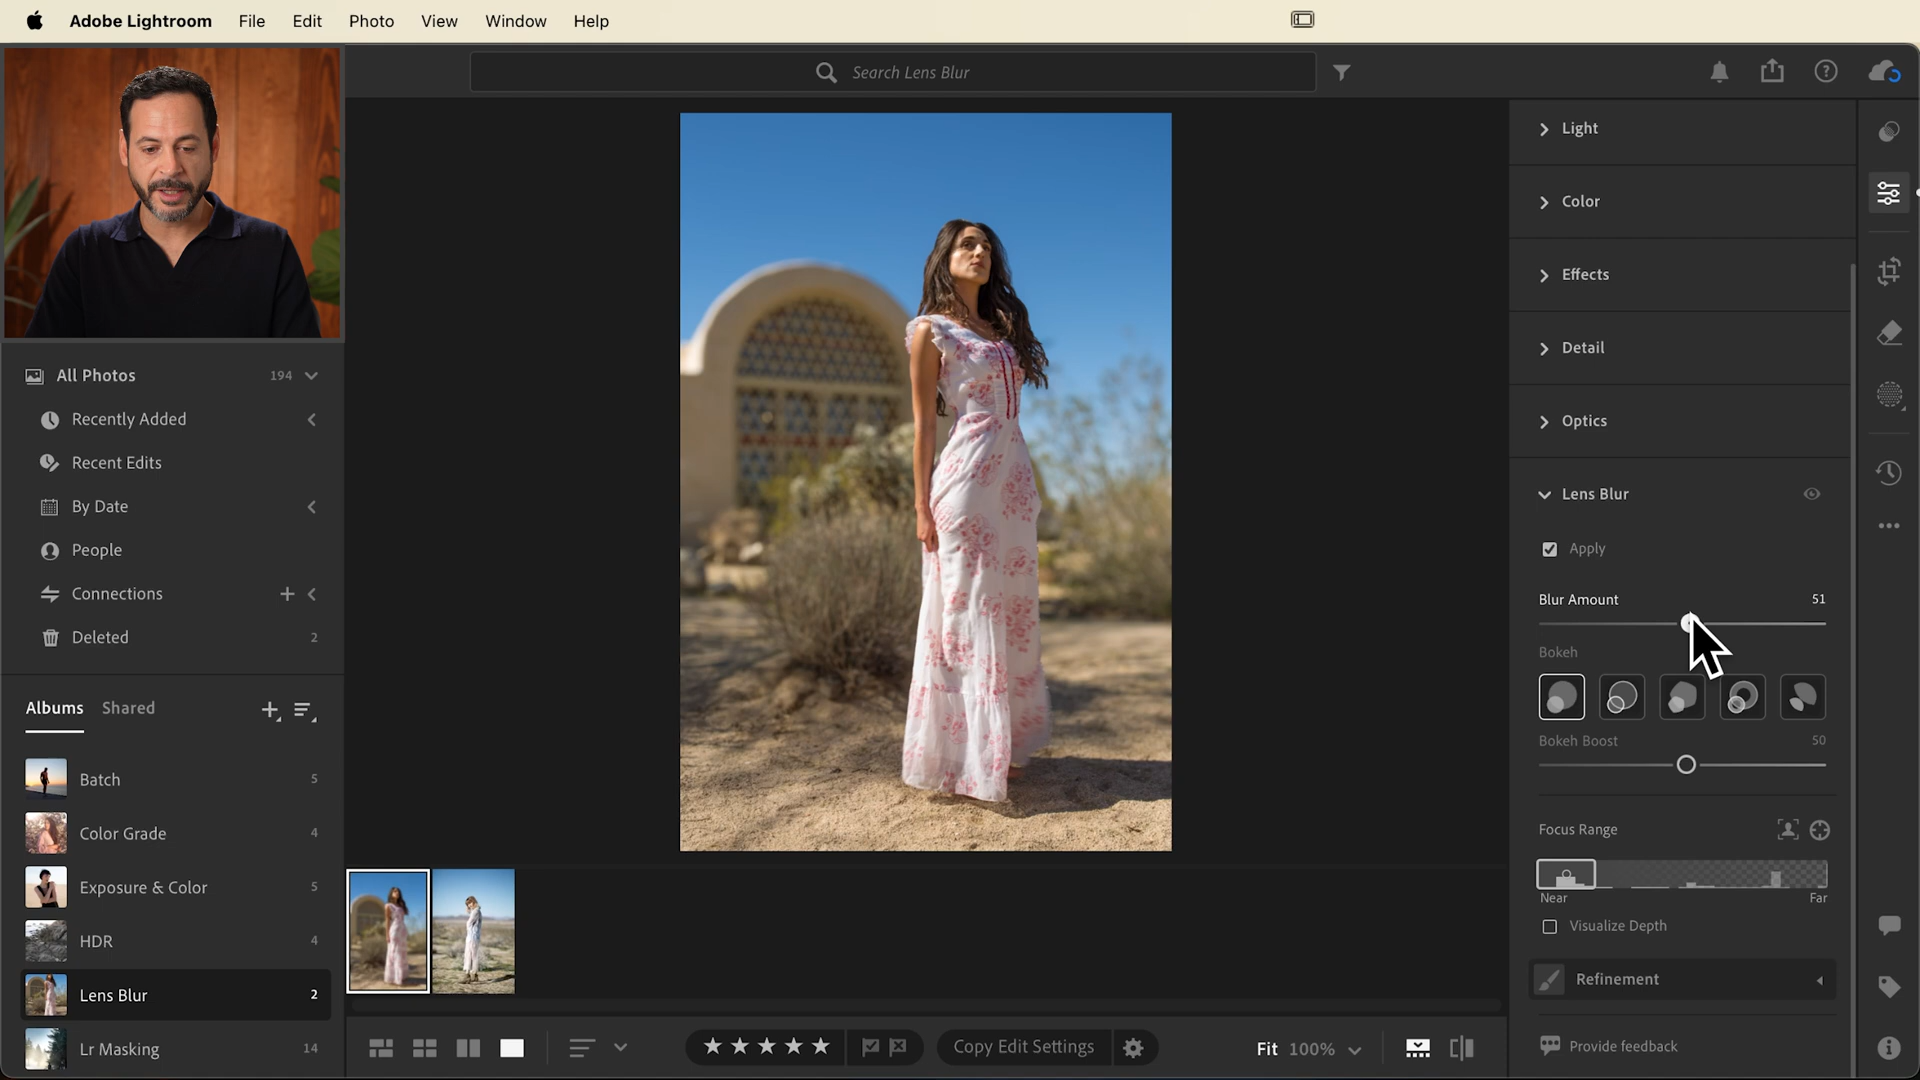 Adobe Lightroom File Edit Photo View Window Help
Search Lens Blur
All Photos 194
Recently Added
Recent Edits
By Date
People
Connections
Deleted 2
Albums Shared
Batch 5
Color Grade 4
Exposure & Color 5
HDR 4
Lens Blur 2
Lr Masking 14
Copy Edit Settings
Fit 100%
Light
Color
Effects
Detail
Optics
Lens Blur
Apply
Blur Amount 51
Bokeh
Bokeh Boost 50
Focus Range
Near Far
Visualize Depth
Refinement
Provide feedback